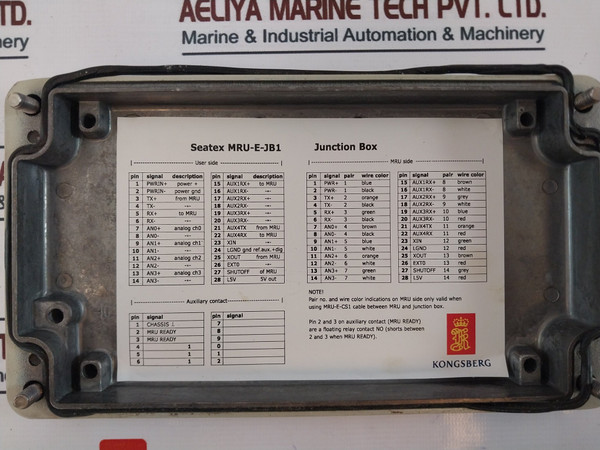 TD.
AELIYA MARINE TECH PVT. LTD.
nery
Marine & Industrial Automation & Machinery
Seatex MRU-E-JB1 Junction Box
User side
pin signal description
1 PWRIN+ power +
2 PWRIN- power gnd
3 TX+ from MRU
4 TX- -"-
5 RX+ to MRU
6 RX- -"-
7 AN0+ analog ch0
8 AN0- -"-
9 AN1+ analog ch1
10 AN1- -"-
11 AN2+ analog ch2
12 AN2- -"-
13 AN3+ analog ch3
14 AN3- -"-
15 AUX1RX+ to MRU
16 AUX1RX- -"-
17 AUX2RX+ -"-
18 AUX2RX- -"-
19 AUX3RX+ -"-
20 AUX3RX- -"-
21 AUX4TX from MRU
22 AUX4RX to MRU
23 XIN -"-
24 LGND gnd ref.aux.+dig
25 XOUT from MRU
26 EXT0 -"-
27 SHUTOFF of MRU
28 L5V 5V out
MRU side
pin signal pair wire color
1 PWR+ 1 blue
2 PWR- 1 black
3 TX+ 2 orange
4 TX- 2 black
5 RX+ 3 green
6 RX- 3 black
7 AN0+ 4 brown
8 AN0- 4 black
9 AN1+ 5 blue
10 AN1- 5 white
11 AN2+ 6 orange
12 AN2- 6 white
13 AN3+ 7 green
14 AN3- 7 white
15 AUX1RX+ 8 brown
16 AUX1RX- 8 white
17 AUX2RX+ 9 grey
18 AUX2RX- 9 white
19 AUX3RX+ 10 blue
20 AUX3RX- 10 red
21 AUX4TX 11 orange
22 AUX4RX 11 red
23 XIN 12 green
24 LGND 12 red
25 XOUT 13 brown
26 EXT0 13 red
27 SHUTOFF 14 grey
28 L5V 14 red
Auxiliary contact
pin signal
1 CHASSIS
2 MRU READY
3 MRU READY
4
5 1
6 1
7
8
9
0
1
2
NOTE!
Pair no. and wire color indications on MRU side only valid when
using MRU-E-CS1 cable between MRU and junction box.
Pin 2 and 3 on auxiliary contact (MRU READY)
are a floating relay contact NO (shorts between
2 and 3 when MRU READY).
KONGSBERG